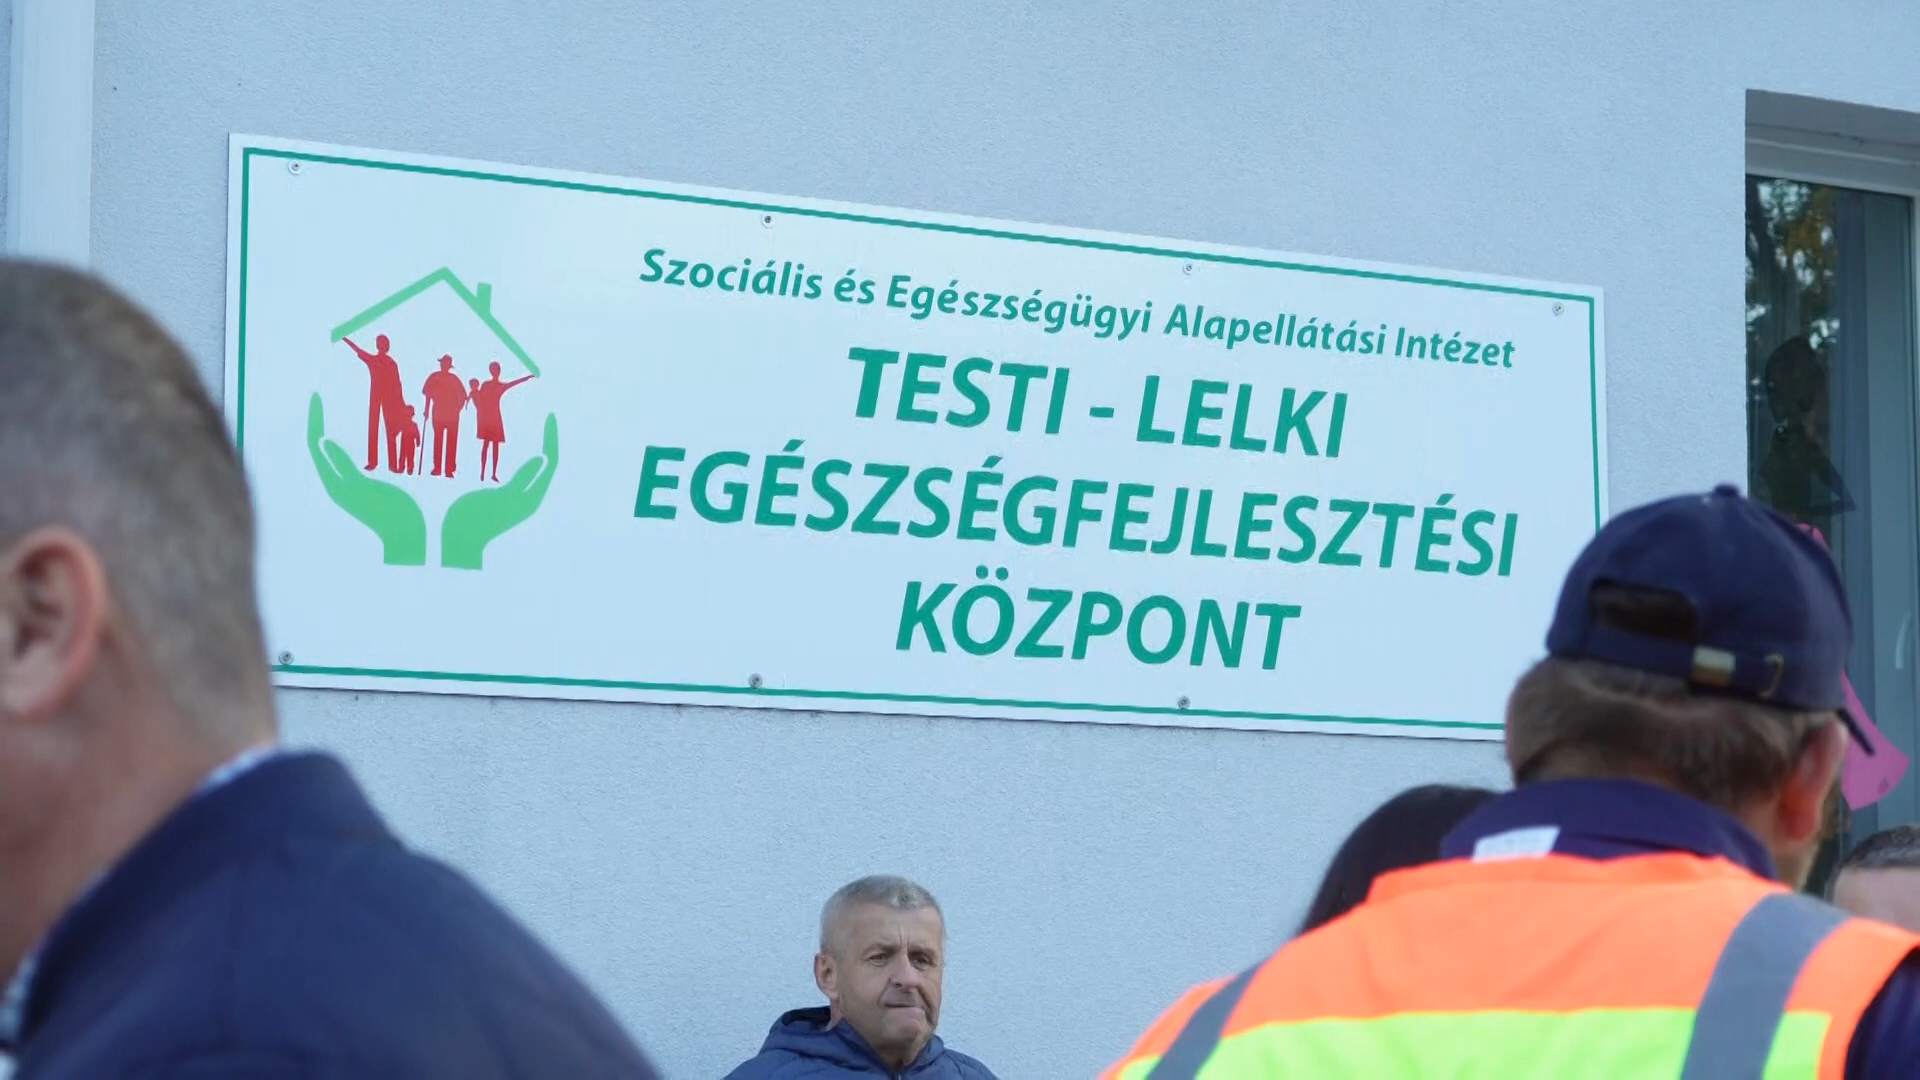 Szociális és Egészségügyi Alapellátási Intézet
TESTI - LELKI
EGÉSZSÉGFEJLESZTÉSI
KÖZPONT